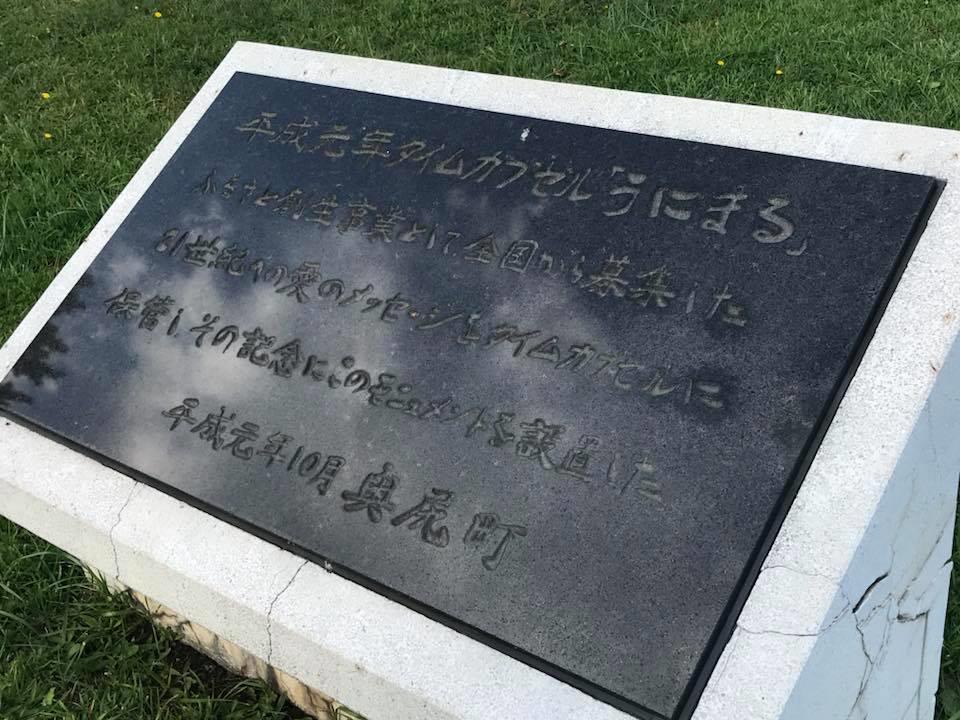 平成元年タイムカプセル「うにまる」
ふるさと創生事業として全国から募集した
21世紀への愛のメッセージをタイムカプセルに
保管し、その記念にこのモニュメントを設置した
平成元年10月 奥尻町